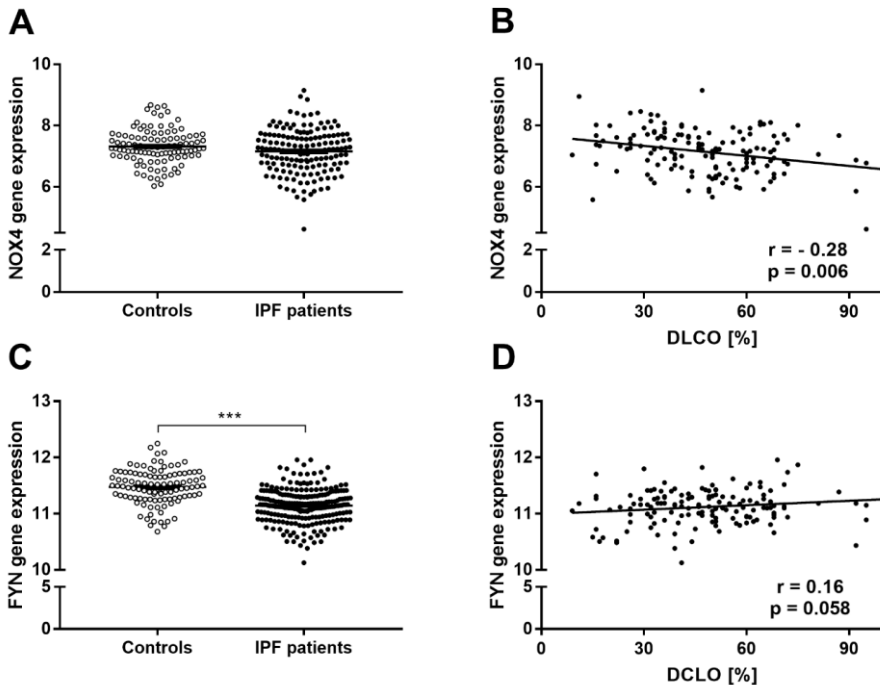 A
NOX4 gene expression
10
8
6
2
0
Controls IPF patients
B
NOX4 gene expression
10
8
6
2
0
r = - 0.28
p = 0.006
0 30 60 90
DLCO [%]
C
FYN gene expression
13
12
11
10
5
0
***
Controls IPF patients
D
FYN gene expression
13
12
11
10
5
0
r = 0.16
p = 0.058
0 30 60 90
DCLO [%]